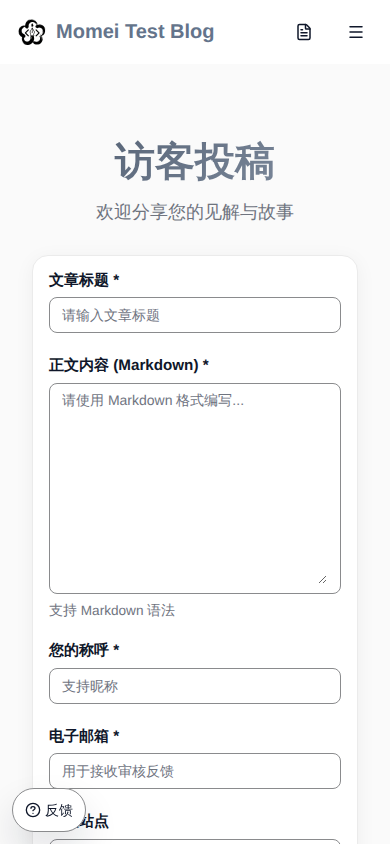 Momei Test Blog
访客投稿
欢迎分享您的见解与故事
文章标题 *
请输入文章标题
正文内容 (Markdown) *
请使用 Markdown 格式编写...
支持 Markdown 语法
您的称呼 *
支持昵称
电子邮箱 *
用于接收审核反馈
反馈
站点